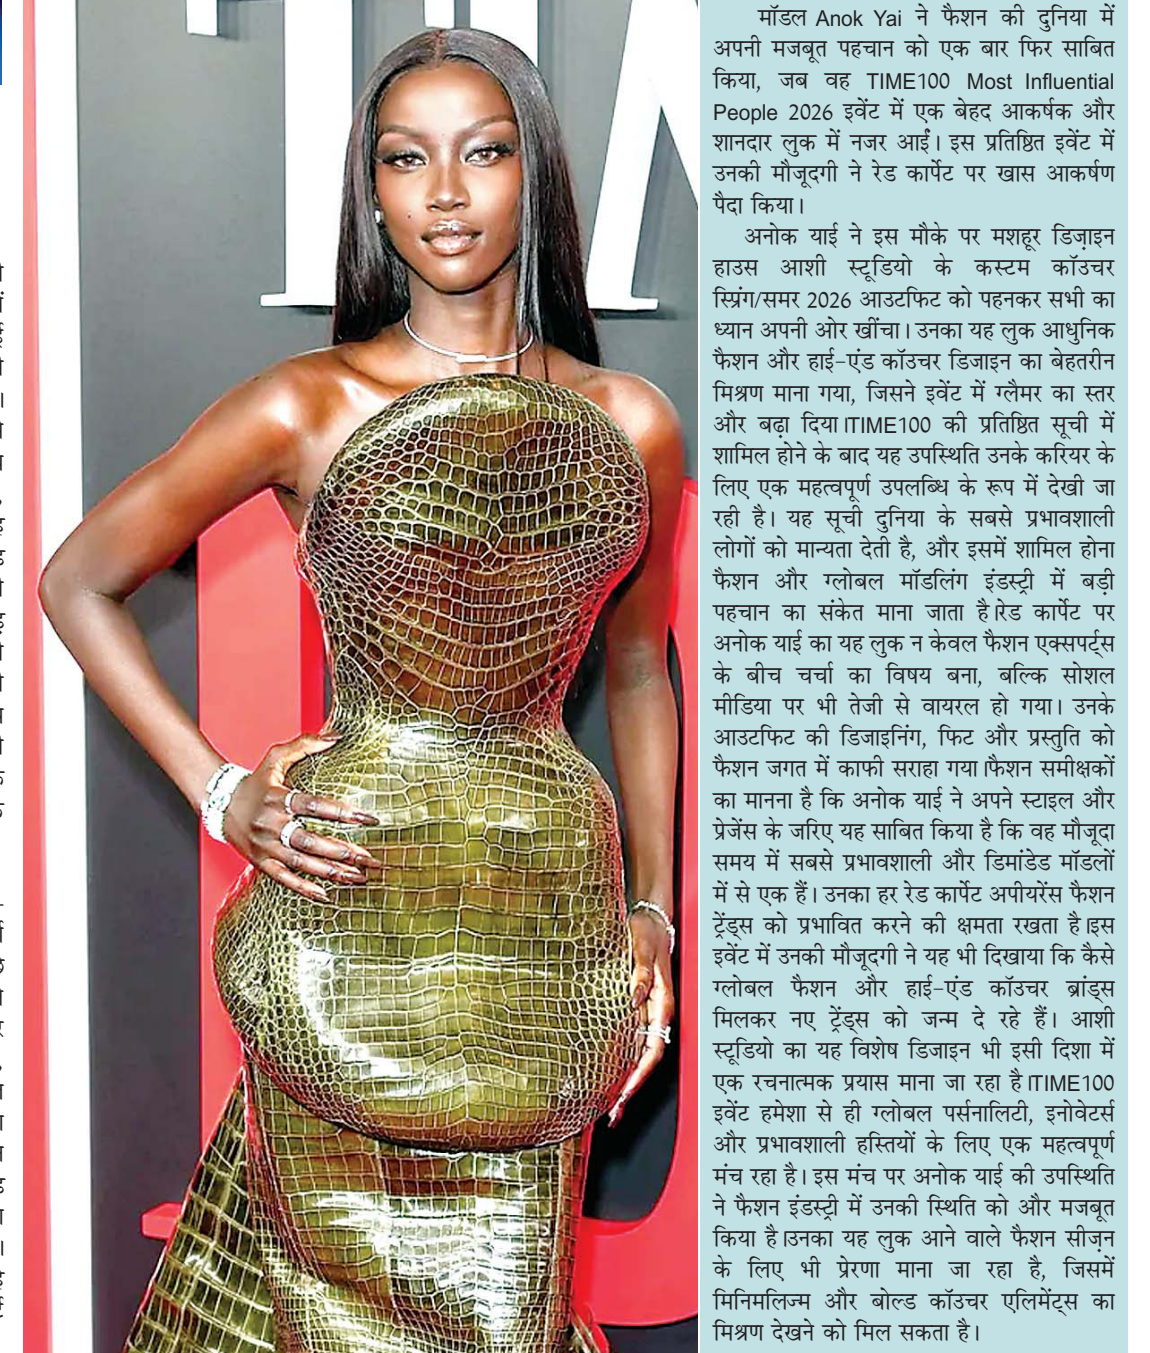 मॉडल Anok Yai ने फैशन की दुनिया में
अपनी मजबूत पहचान को एक बार फिर साबित
किया, जब वह TIME100 Most Influential
People 2026 इवेंट में एक बेहद आकर्षक और
शानदार लुक में नजर आईं। इस प्रतिष्ठित इवेंट में
उनकी मौजूदगी ने रेड कार्पेट पर खास आकर्षण
पैदा किया।
अनोक याई ने इस मौके पर मशहूर डिज़ाइन
हाउस आशी स्टूडियो के कस्टम कॉउचर
स्प्रिंग/समर 2026 आउटफिट को पहनकर सभी का
ध्यान अपनी ओर खींचा। उनका यह लुक आधुनिक
फैशन और हाई-एंड कॉउचर डिजाइन का बेहतरीन
मिश्रण माना गया, जिसने इवेंट में ग्लैमर का स्तर
और बढ़ा दिया।TIME100 की प्रतिष्ठित सूची में
शामिल होने के बाद यह उपस्थिति उनके करियर के
लिए एक महत्वपूर्ण उपलब्धि के रूप में देखी जा
रही है। यह सूची दुनिया के सबसे प्रभावशाली
लोगों को मान्यता देती है, और इसमें शामिल होना
फैशन और ग्लोबल मॉडलिंग इंडस्ट्री में बड़ी
पहचान का संकेत माना जाता है।रेड कार्पेट पर
अनोक याई का यह लुक न केवल फैशन एक्सपर्ट्स
के बीच चर्चा का विषय बना, बल्कि सोशल
मीडिया पर भी तेजी से वायरल हो गया। उनके
आउटफिट की डिजाइनिंग, फिट और प्रस्तुति को
फैशन जगत में काफी सराहा गया।फैशन समीक्षकों
का मानना है कि अनोक याई ने अपने स्टाइल और
प्रेजेंस के जरिए यह साबित किया है कि वह मौजूदा
समय में सबसे प्रभावशाली और डिमांडेड मॉडलों
में से एक हैं। उनका हर रेड कार्पेट अपीयरेंस फैशन
ट्रेंड्स को प्रभावित करने की क्षमता रखता है।इस
इवेंट में उनकी मौजूदगी ने यह भी दिखाया कि कैसे
ग्लोबल फैशन और हाई-एंड कॉउचर ब्रांड्स
मिलकर नए ट्रेंड्स को जन्म दे रहे हैं। आशी
स्टूडियो का यह विशेष डिजाइन भी इसी दिशा में
एक रचनात्मक प्रयास माना जा रहा है।TIME100
इवेंट हमेशा से ही ग्लोबल पर्सनालिटी, इनोवेटर्स
और प्रभावशाली हस्तियों के लिए एक महत्वपूर्ण
मंच रहा है। इस मंच पर अनोक याई की उपस्थिति
ने फैशन इंडस्ट्री में उनकी स्थिति को और मजबूत
किया है।उनका यह लुक आने वाले फैशन सीज़न
के लिए भी प्रेरणा माना जा रहा है, जिसमें
मिनिमलिज्म और बोल्ड कॉउचर एलिमेंट्स का
मिश्रण देखने को मिल सकता है।